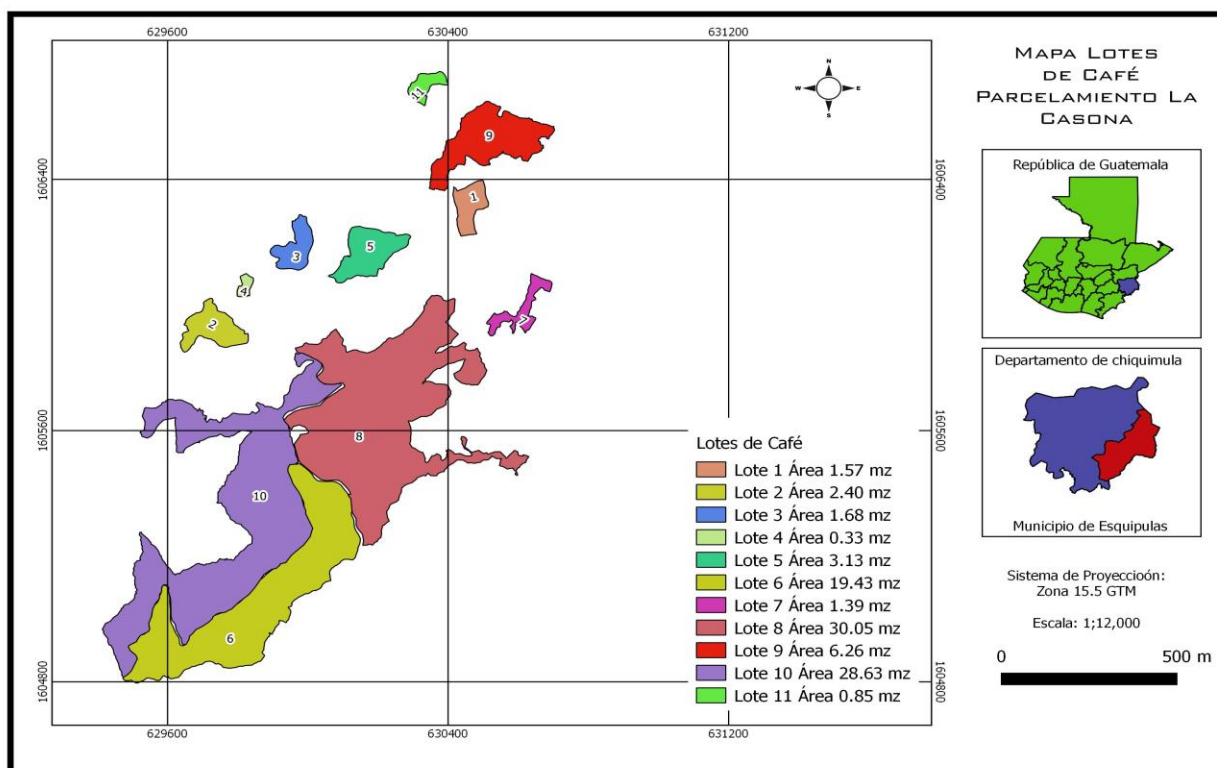 MAPA LOTES
DE CAFÉ
PARCELAMIENTO LA
CASONA
629600
630400
631200
1606400
1606400
1605600
1605600
1604800
1604800
629600
630400
631200
N
W
E
S
11
9
1
3
5
4
2
7
8
10
6
Lotes de Café
Lote 1 Área 1.57 mz
Lote 2 Área 2.40 mz
Lote 3 Área 1.68 mz
Lote 4 Área 0.33 mz
Lote 5 Área 3.13 mz
Lote 6 Área 19.43 mz
Lote 7 Área 1.39 mz
Lote 8 Área 30.05 mz
Lote 9 Área 6.26 mz
Lote 10 Área 28.63 mz
Lote 11 Área 0.85 mz
República de Guatemala
Departamento de chiquimula
Municipio de Esquipulas
Sistema de Proyeccioón:
Zona 15.5 GTM
Escala: 1;12,000
0 500 m